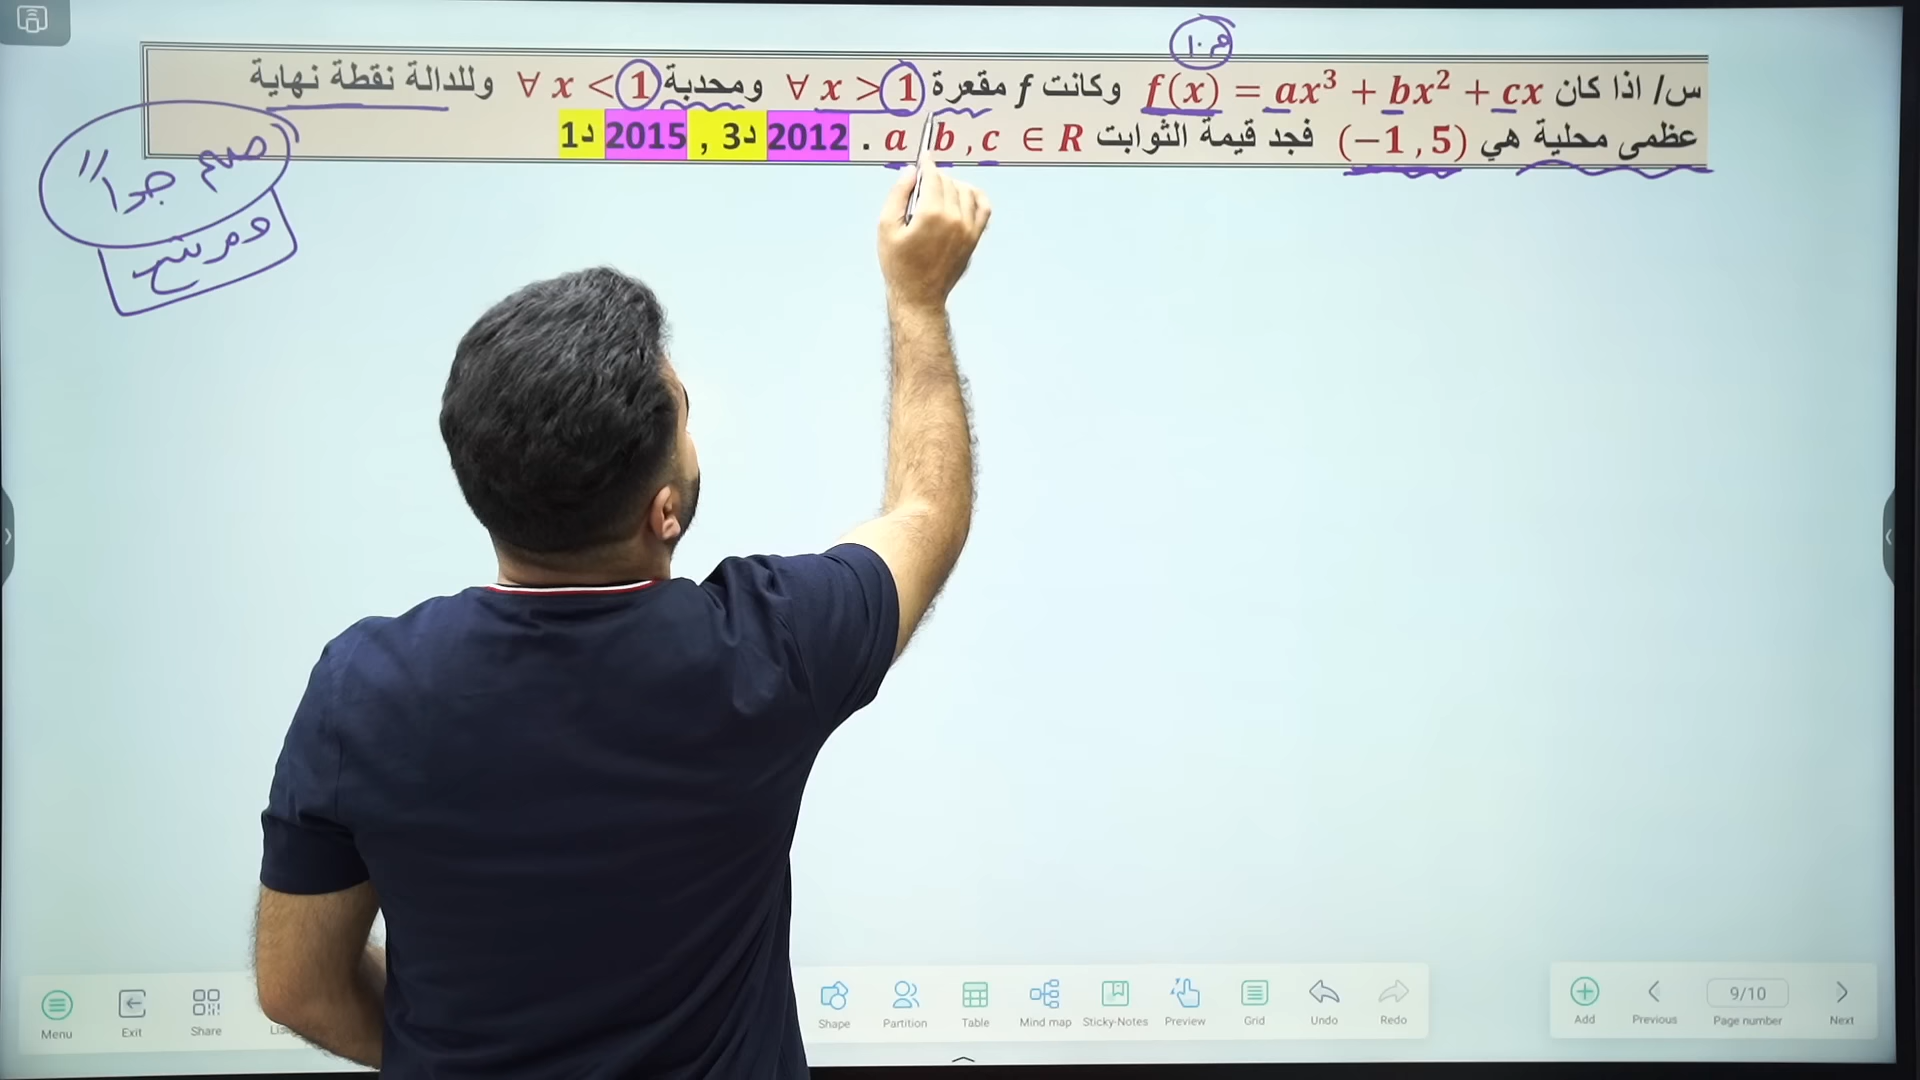 م.١
س/ اذا كان f(x) = ax³ + bx² + cx وكانت f مقعرة ∀ x > 1 ومحدبة ∀ x < 1 وللدالة نقطة نهاية
عظمى محلية هي (−1 , 5) فجد قيمة الثوابت a b , c ∈ R . 2012 د3 , 2015 د1
جداً
Menu
Exit
Share
Shape
Partition
Table
Mind map
Sticky-Notes
Preview
Grid
Undo
Redo
Add
Previous
9/10
Page number
Next